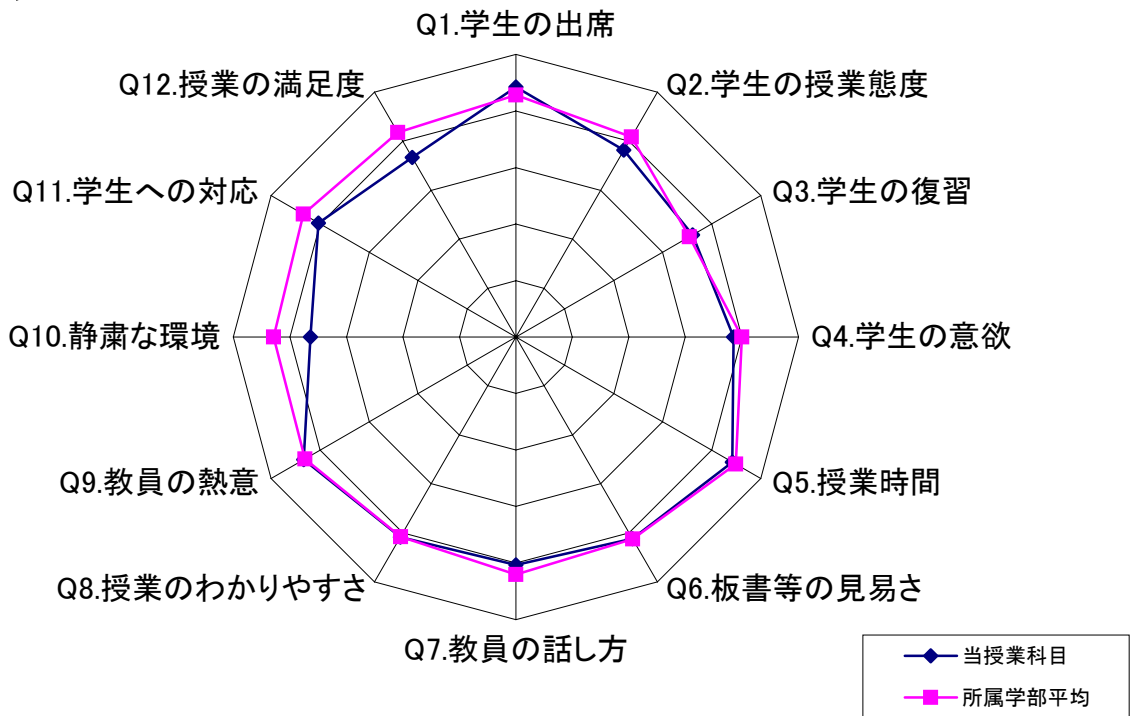 Q1.学生の出席
Q2.学生の授業態度
Q3.学生の復習
Q4.学生の意欲
Q5.授業時間
Q6.板書等の見易さ
Q7.教員の話し方
Q8.授業のわかりやすさ
Q9.教員の熱意
Q10.静粛な環境
Q11.学生への対応
Q12.授業の満足度
当授業科目
所属学部平均